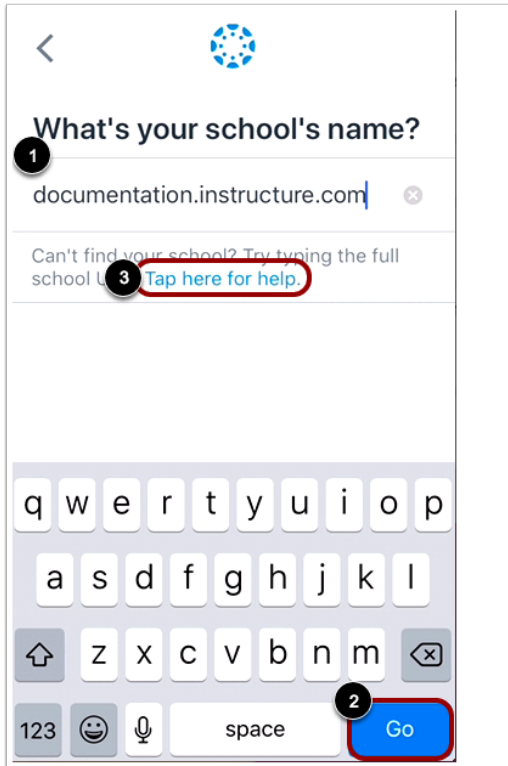 What's your school's name?
1
documentation.instructure.com
Can't find your school? Try typing the full
school U 3 Tap here for help.
q w e r t y u i o p
a s d f g h j k l
z x c v b n m
2
123 space Go